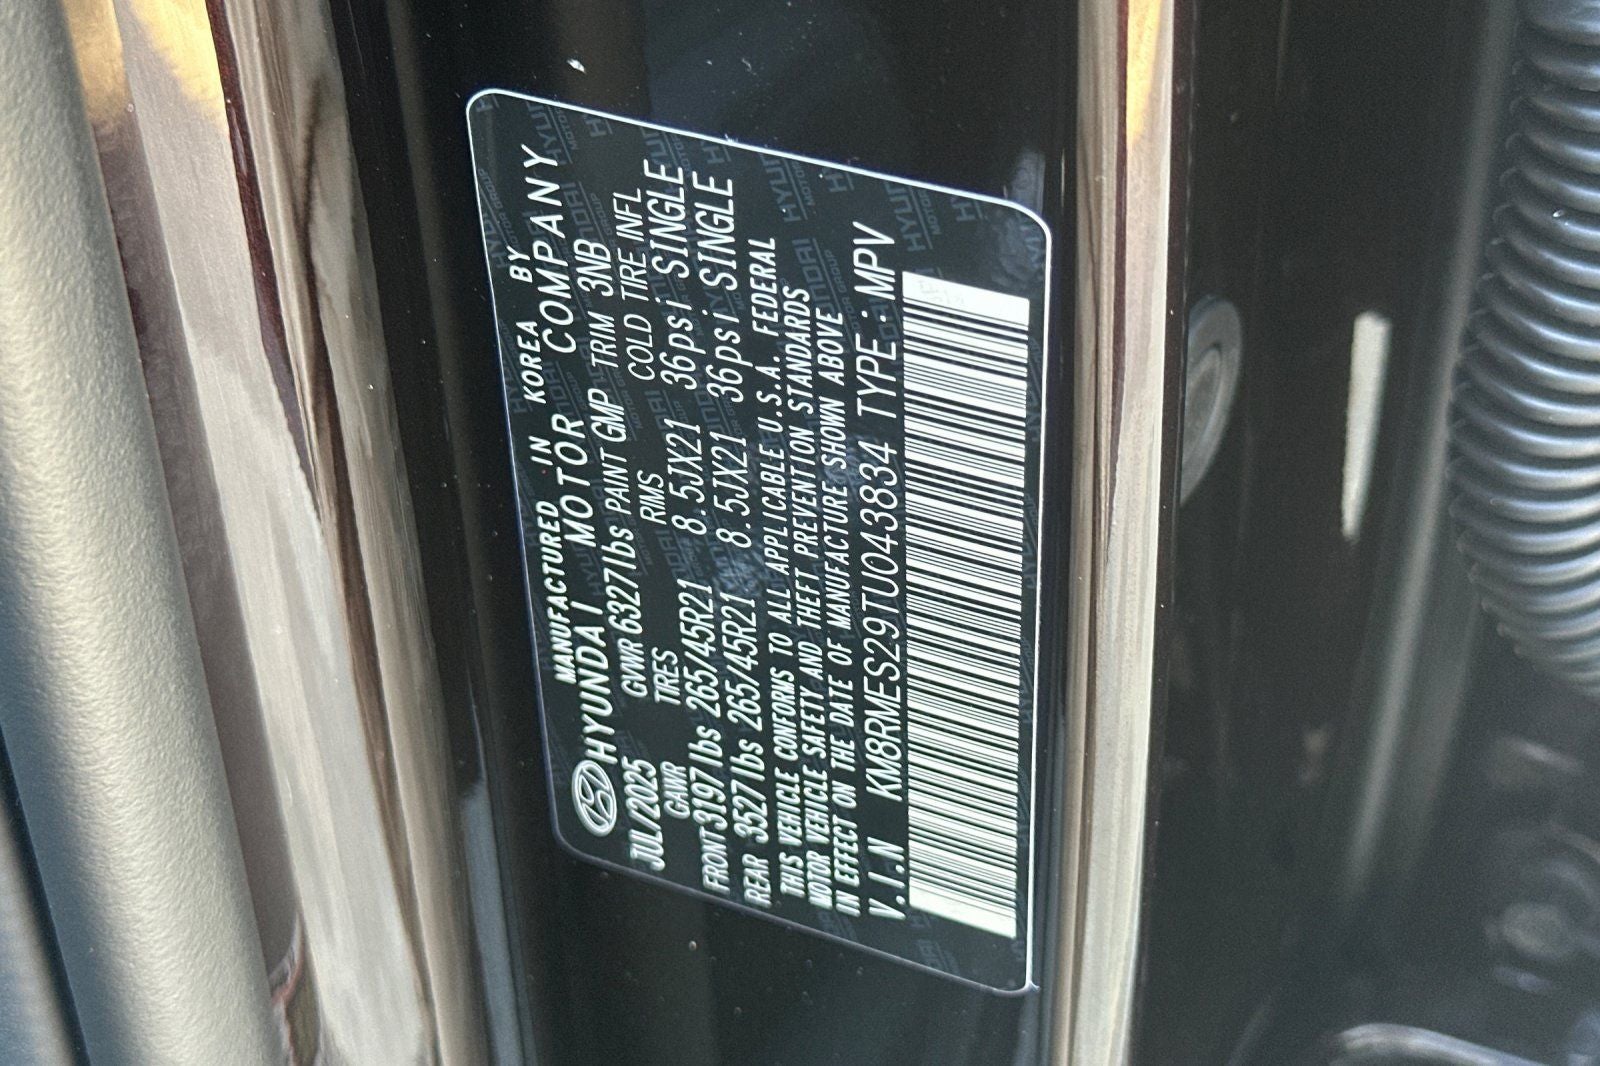 MANUFACTURED IN KOREA BY
HYUNDAI MOTOR COMPANY
JUL/2025 GVWR 6327lbs PAINT GMP TRIM 3NB
GAWR TIRES RMS COLD TIRE INFL
FRONT 3197lbs 265/45R21 8.5JX21 36psi SINGLE
REAR 3527lbs 265/45R21 8.5JX21 36psi SINGLE
THIS VEHICLE CONFORMS TO ALL APPLICABLE U.S.A. FEDERAL
MOTOR VEHICLE SAFETY AND THEFT PREVENTION STANDARDS
IN EFFECT ON THE DATE OF MANUFACTURE SHOWN ABOVE
V.I.N KM8RMES29TU043834 TYPE: MPV